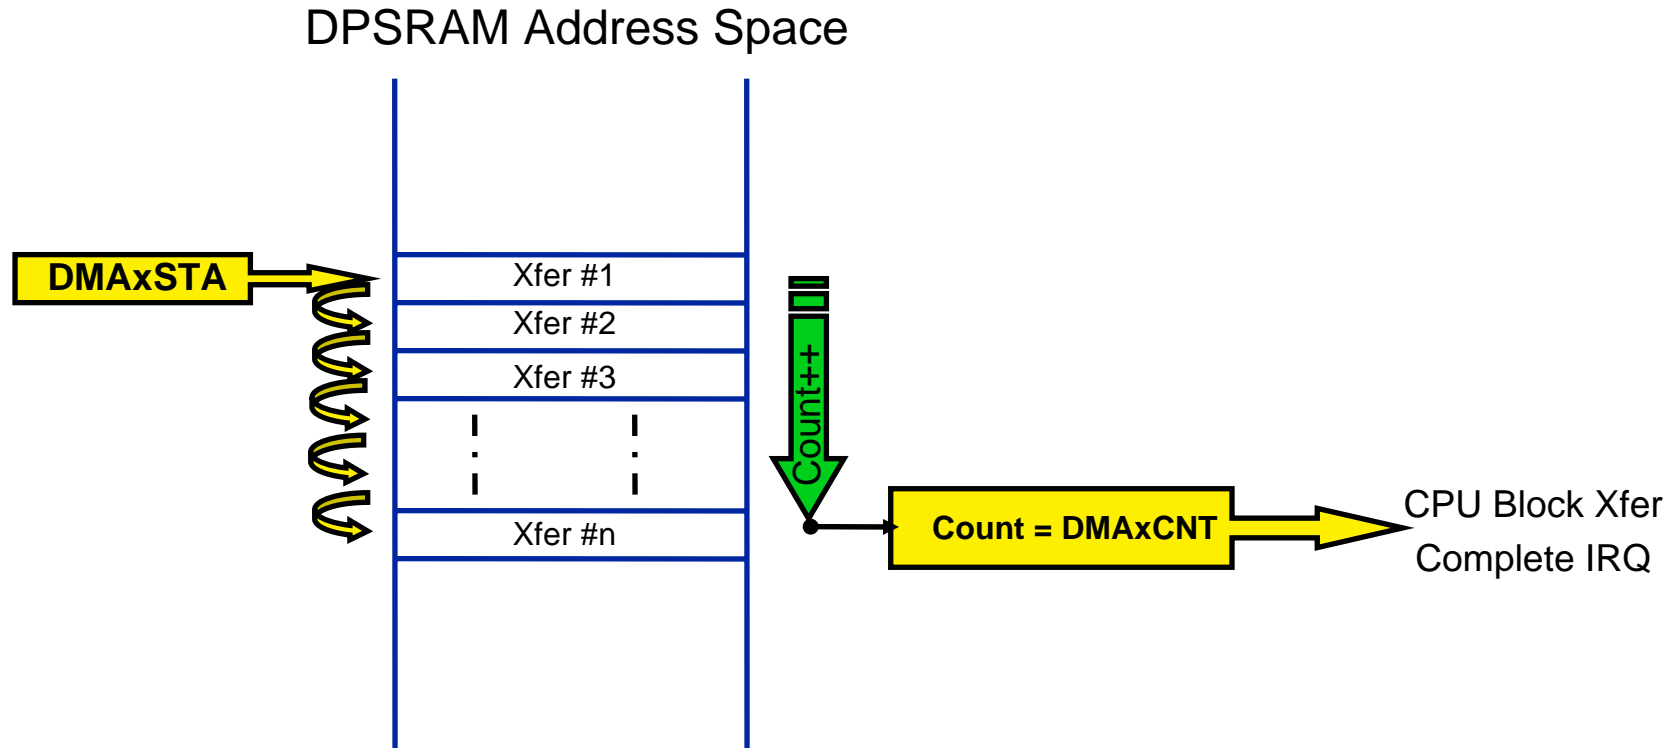 DPSRAM Address Space
DMAxSTA
Xfer #1
Xfer #2
Xfer #3
Xfer #n
Count++
Count = DMAxCNT
CPU Block Xfer
Complete IRQ